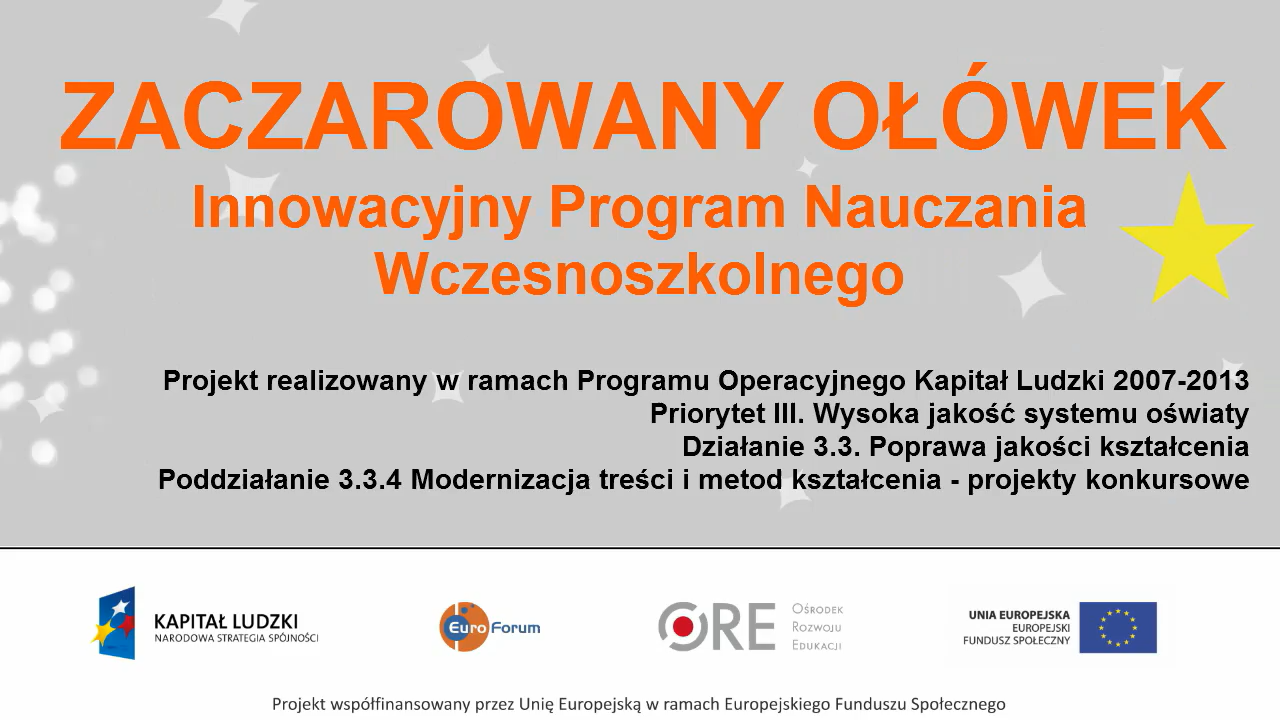 ZACZAROWANY OŁÓWEK
Innowacyjny Program Nauczania
Wczesnoszkolnego
Projekt realizowany w ramach Programu Operacyjnego Kapitał Ludzki 2007-2013
Priorytet III. Wysoka jakość systemu oświaty
Działanie 3.3. Poprawa jakości kształcenia
Poddziałanie 3.3.4 Modernizacja treści i metod kształcenia - projekty konkursowe
KAPITAŁ LUDZKI
NARODOWA STRATEGIA SPÓJNOŚCI
EuroForum
ORE
OŚRODEK
ROZWOJU
EDUKACJI
UNIA EUROPEJSKA
EUROPEJSKI
FUNDUSZ SPOŁECZNY
Projekt współfinansowany przez Unię Europejską w ramach Europejskiego Funduszu Społecznego